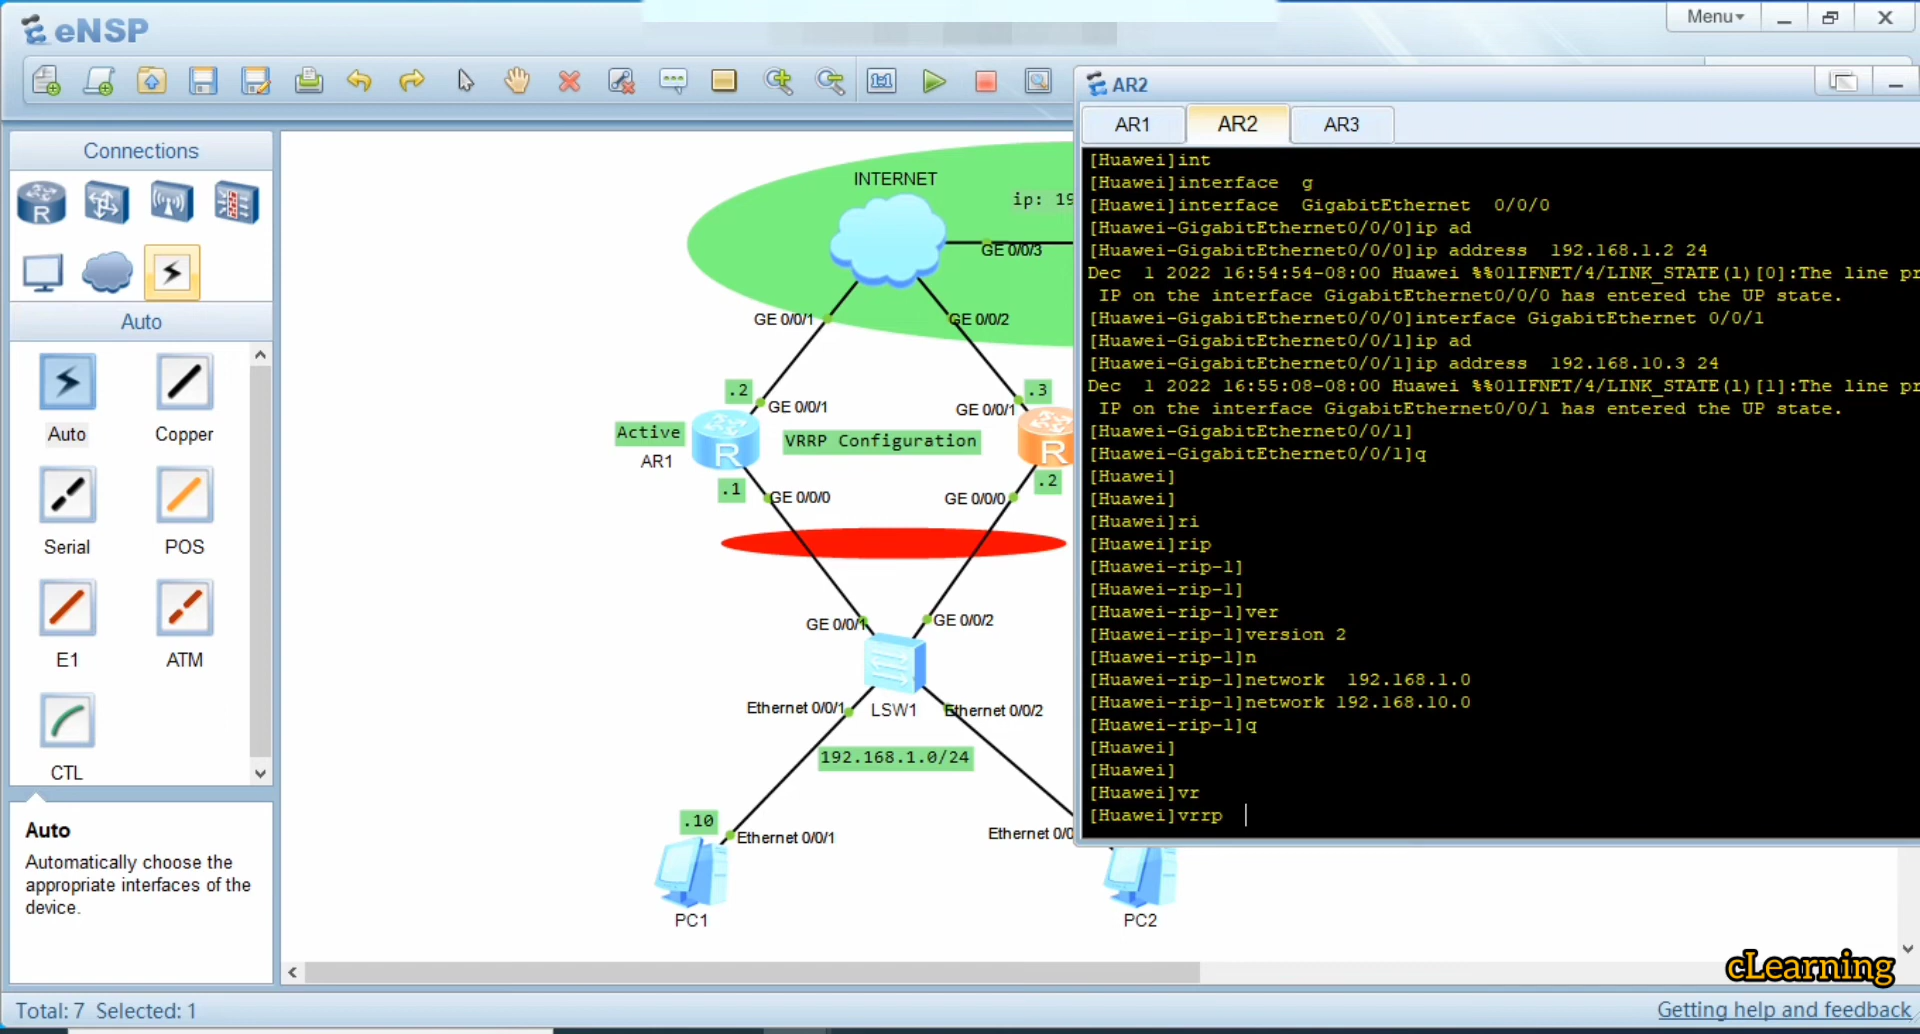 eNSP
Menu
AR2
AR1 AR2 AR3
Connections
R
Auto
Auto
Copper
Serial
POS
E1
ATM
CTL
Auto
Automatically choose the
appropriate interfaces of the
device.
INTERNET
ip: 19
GE 0/0/3
GE 0/0/1
GE 0/0/2
.2
.3
GE 0/0/1
GE 0/0/1
Active
VRRP Configuration
R
R
AR1
.1
.2
GE 0/0/0
GE 0/0/0
GE 0/0/1
GE 0/0/2
Ethernet 0/0/1
LSW1
Ethernet 0/0/2
192.168.1.0/24
.10
Ethernet 0/0/1
Ethernet 0/0
PC1
PC2
[Huawei]int
[Huawei]interface  g
[Huawei]interface  GigabitEthernet  0/0/0
[Huawei-GigabitEthernet0/0/0]ip ad
[Huawei-GigabitEthernet0/0/0]ip address  192.168.1.2 24
Dec  1 2022 16:54:54-08:00 Huawei %%01IFNET/4/LINK_STATE(l)[0]:The line pr
IP on the interface GigabitEthernet0/0/0 has entered the UP state.
[Huawei-GigabitEthernet0/0/0]interface GigabitEthernet 0/0/1
[Huawei-GigabitEthernet0/0/1]ip ad
[Huawei-GigabitEthernet0/0/1]ip address  192.168.10.3 24
Dec  1 2022 16:55:08-08:00 Huawei %%01IFNET/4/LINK_STATE(l)[1]:The line pr
IP on the interface GigabitEthernet0/0/1 has entered the UP state.
[Huawei-GigabitEthernet0/0/1]
[Huawei-GigabitEthernet0/0/1]q
[Huawei]
[Huawei]
[Huawei]ri
[Huawei]rip
[Huawei-rip-1]
[Huawei-rip-1]
[Huawei-rip-1]ver
[Huawei-rip-1]version 2
[Huawei-rip-1]n
[Huawei-rip-1]network  192.168.1.0
[Huawei-rip-1]network 192.168.10.0
[Huawei-rip-1]q
[Huawei]
[Huawei]
[Huawei]vr
[Huawei]vrrp
cLearning
Total: 7 Selected: 1
Getting help and feedback